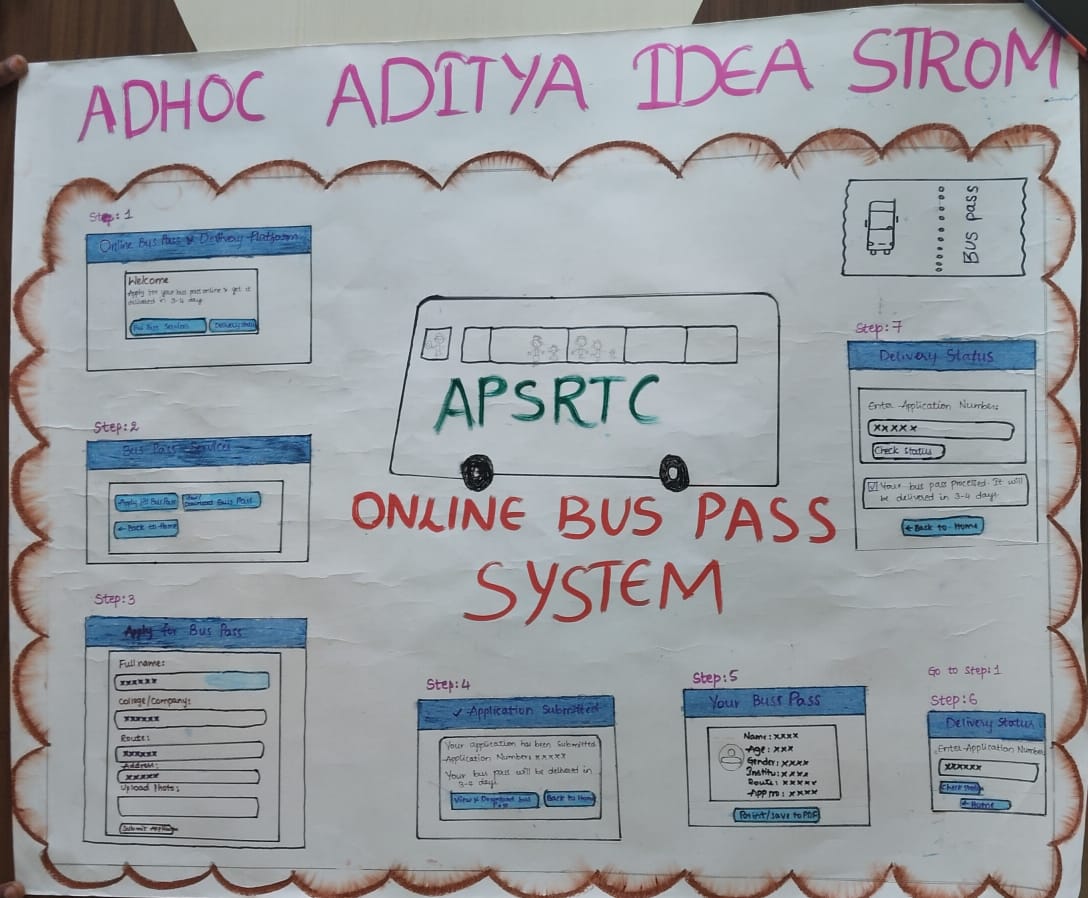 ADHOC ADITYA IDEA STROM
Step: 1
Online Bus Pass & Delivery Platform
Welcome
Apply for your bus pass online & get it
delivered in 3-4 days
Bus Pass Services
Delivery Status
Step:2
Bus Pass Services
Apply for Bus Pass
View/
Download Bus Pass
← Back to Home
Step:3
Apply for Bus Pass
Full name:
xxxxxx
College/Company:
xxxxxx
Route:
xxxxxx
Address:
xxxxx
Upload Photo:
Submit
APSRTC
ONLINE BUS PASS
SYSTEM
Step:4
✓ Application Submitted
Your application has been submitted
Application Number: xxxxx
Your bus pass will be delivered in
3-4 days
View & Download bus
Pass
Back to Home
Step:5
Your Buss Pass
Name: xxxx
Age: xxx
Gender: xxxx
Institu: xxxx
Route: xxxxx
App no: xxxx
Print/save to PDF
Go to Step:1
Step:6
Delivery Status
Enter Application Number
xxxxxx
Check Status
← Home
BUS PASS
Step:7
Delivery Status
Enter Application Number:
xxxxx
Check Status
☑ Your bus pass processed. It will
be delivered in 3-4 days
← Back to Home